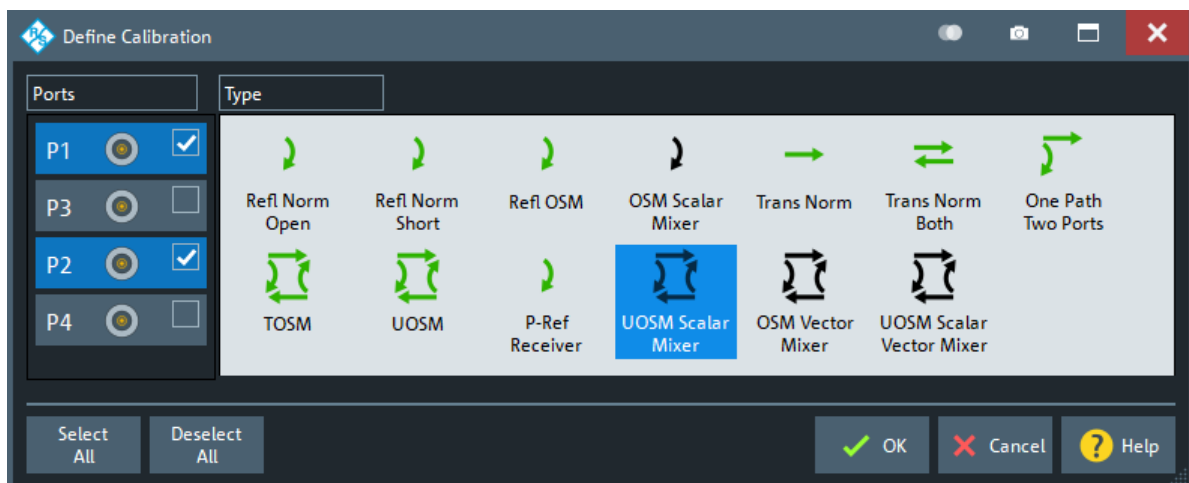 R&S Define Calibration
Ports
Type
P1
P3
P2
P4
Refl Norm
Open
Refl Norm
Short
Refl OSM
OSM Scalar
Mixer
Trans Norm
Trans Norm
Both
One Path
Two Ports
TOSM
UOSM
P-Ref
Receiver
UOSM Scalar
Mixer
OSM Vector
Mixer
UOSM Scalar
Vector Mixer
Select
All
Deselect
All
OK
Cancel
? Help